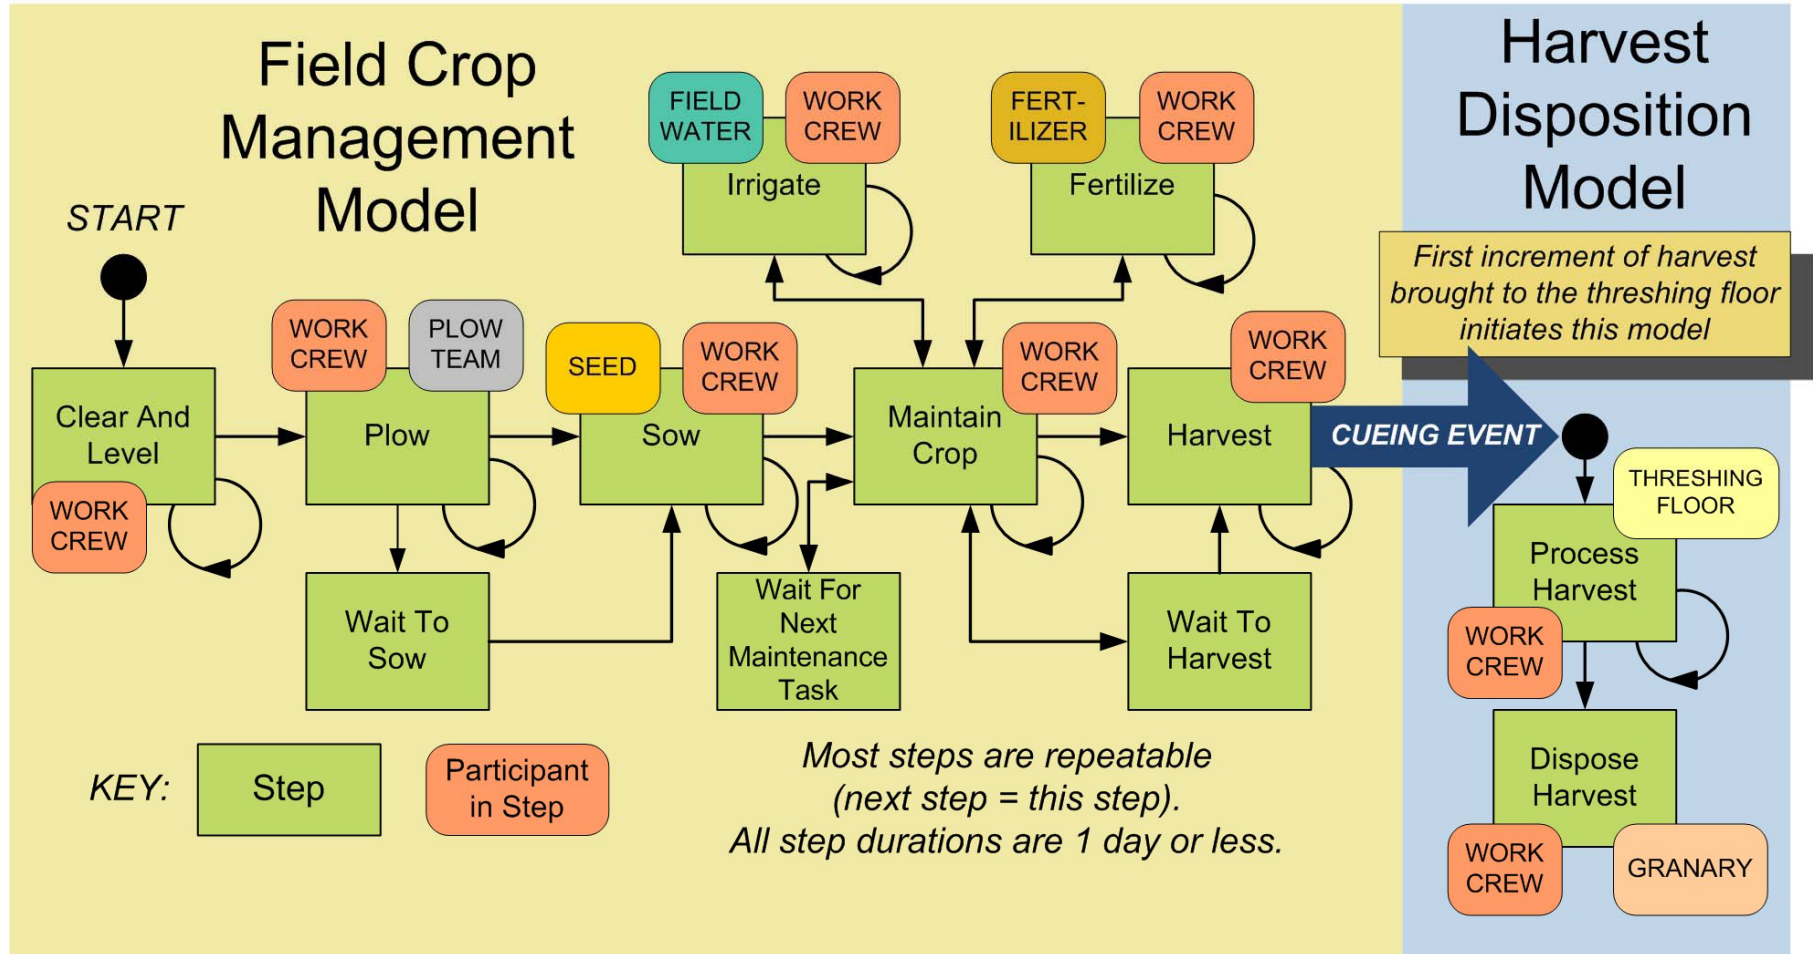 Field Crop
Management
Model
Harvest
Disposition
Model
START
FIELD
WATER
WORK
CREW
Irrigate
FERT-
ILIZER
WORK
CREW
Fertilize
First increment of harvest
brought to the threshing floor
initiates this model
Clear And
Level
WORK
CREW
WORK
CREW
PLOW
TEAM
Plow
SEED
WORK
CREW
Sow
WORK
CREW
Maintain
Crop
WORK
CREW
Harvest
CUEING EVENT
Wait To
Sow
Wait For
Next
Maintenance
Task
Wait To
Harvest
THRESHING
FLOOR
Process
Harvest
WORK
CREW
Dispose
Harvest
WORK
CREW
GRANARY
KEY:
Step
Participant
in Step
Most steps are repeatable
(next step = this step).
All step durations are 1 day or less.